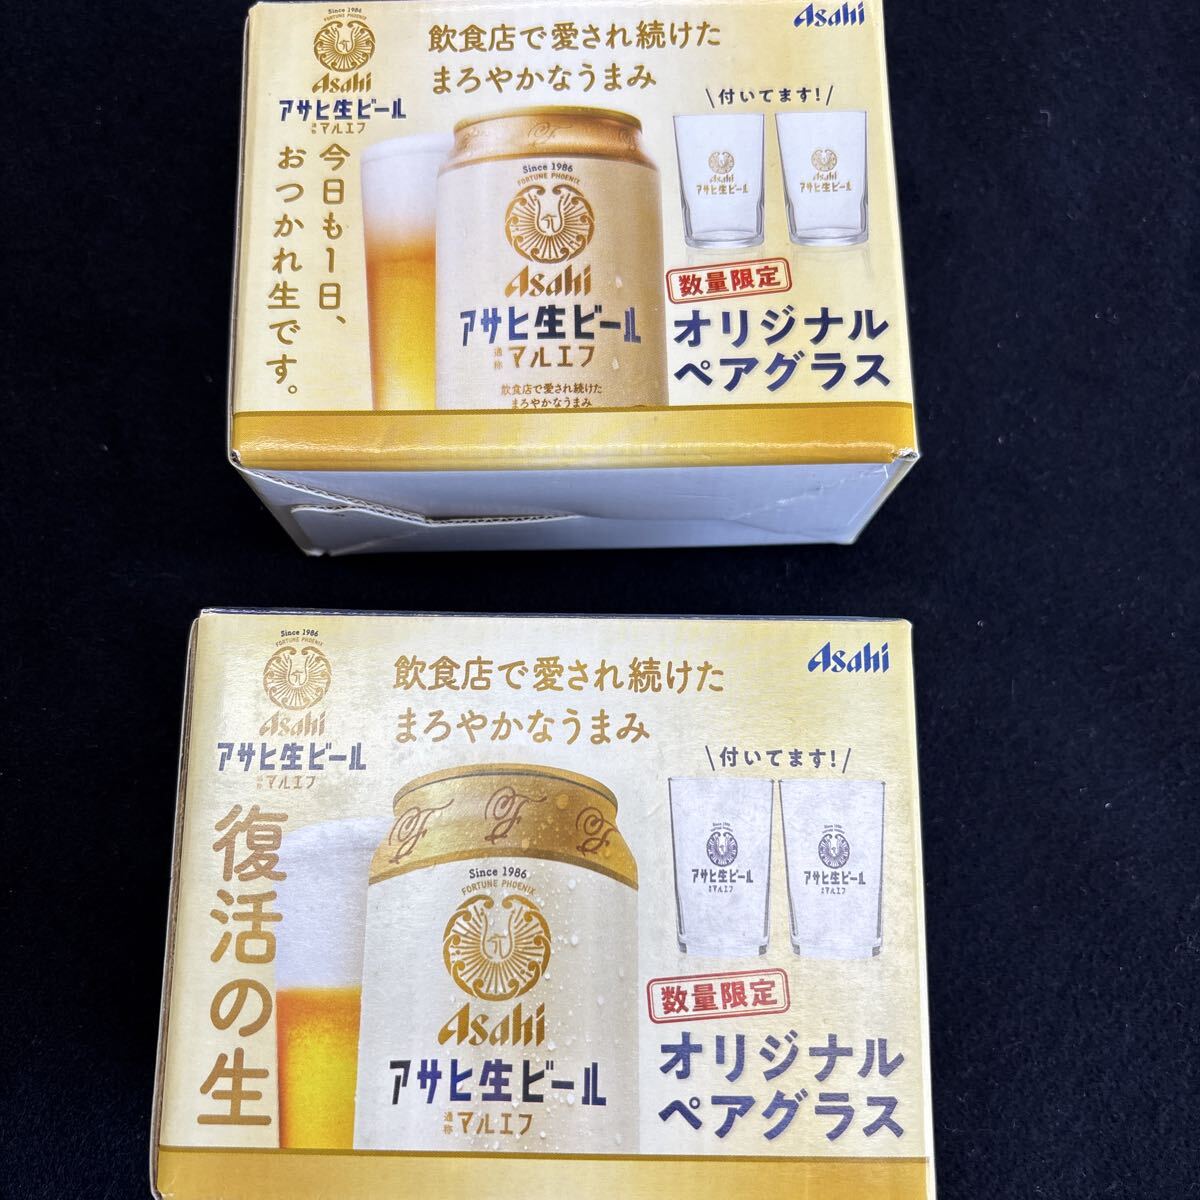 Since 1986
FORTUNE PHOENIX
Asahi
アサヒ生ビール
通称 マルエフ
今日も1日、
おつかれ生です。
飲食店で愛され続けた
まろやかなうまみ
Asahi
Since 1986
FORTUNE PHOENIX
Asahi
アサヒ生ビール
通称 マルエフ
飲食店で愛され続けた
まろやかなうまみ
\付いてます!/
Asahi
アサヒ生ビール
Asahi
アサヒ生ビール
数量限定
オリジナル
ペアグラス
Since 1986
FORTUNE PHOENIX
Asahi
アサヒ生ビール
通称 マルエフ
復活の生
飲食店で愛され続けた
まろやかなうまみ
Asahi
Since 1986
FORTUNE PHOENIX
Asahi
アサヒ生ビール
通称 マルエフ
\付いてます!/
Since 1986
アサヒ生ビール
マルエフ
Since 1986
アサヒ生ビール
マルエフ
数量限定
オリジナル
ペアグラス